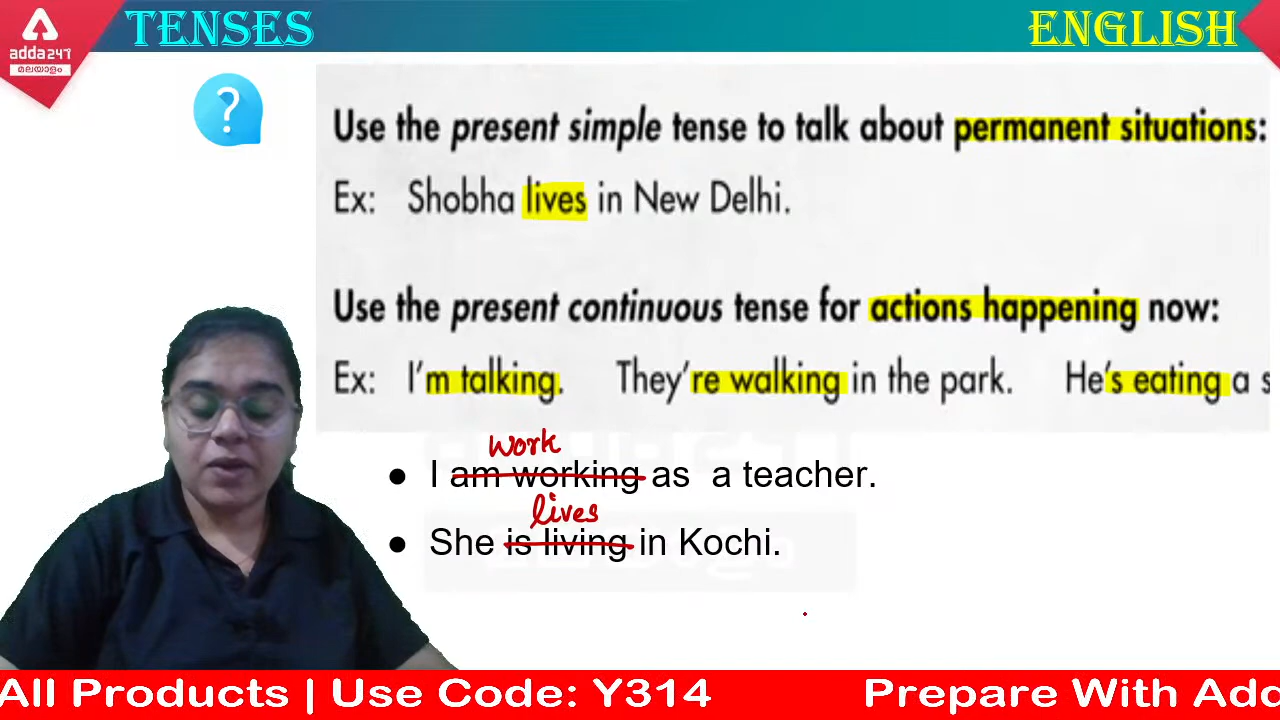 TENSES
ENGLISH
adda247
മലയാളം
?
Use the present simple tense to talk about permanent situations:
Ex: Shobha lives in New Delhi.
Use the present continuous tense for actions happening now:
Ex: I'm talking. They're walking in the park. He's eating a s
work
● I am working as a teacher.
lives
● She is living in Kochi.
All Products | Use Code: Y314 Prepare With Add